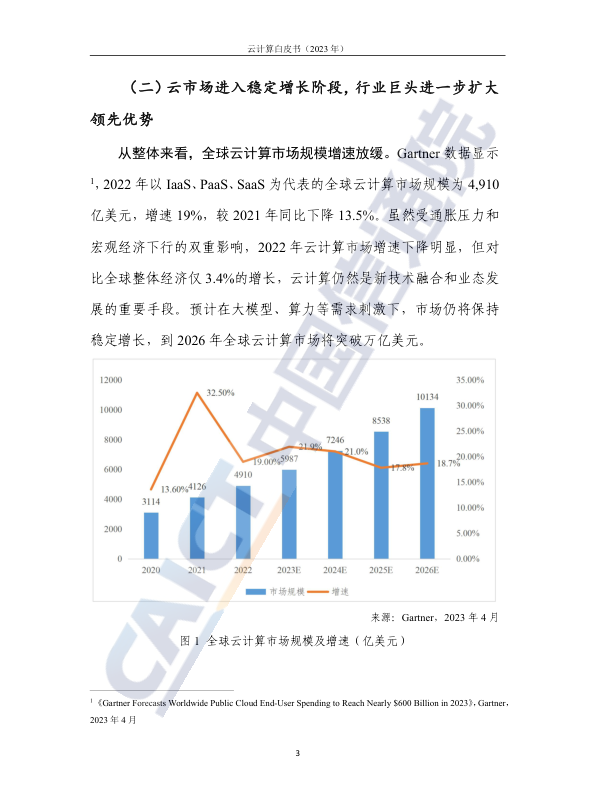 云计算白皮书（2023 年）
（二）云市场进入稳定增长阶段，行业巨头进一步扩大
领先优势
从整体来看，全球云计算市场规模增速放缓。Gartner 数据显示
1，2022 年以 IaaS、PaaS、SaaS 为代表的全球云计算市场规模为 4,910
亿美元，增速 19%，较 2021 年同比下降 13.5%。虽然受通胀压力和
宏观经济下行的双重影响，2022 年云计算市场增速下降明显，但对
比全球整体经济仅 3.4%的增长，云计算仍然是新技术融合和业态发
展的重要手段。预计在大模型、算力等需求刺激下，市场仍将保持
稳定增长，到 2026 年全球云计算市场将突破万亿美元。
12000
10000
8000
6000
4000
2000
0
35.00%
30.00%
25.00%
20.00%
15.00%
10.00%
5.00%
0.00%
3114
4126
4910
5987
7246
8538
10134
13.60%
32.50%
19.00%
21.9%
21.0%
17.8%
18.7%
2020 2021 2022 2023E 2024E 2025E 2026E
市场规模 增速
来源：Gartner，2023 年 4 月
图 1 全球云计算市场规模及增速（亿美元）
1 《Gartner Forecasts Worldwide Public Cloud End-User Spending to Reach Nearly $600 Billion in 2023》，Gartner，
2023 年 4 月
3
CAICT 中国信通院